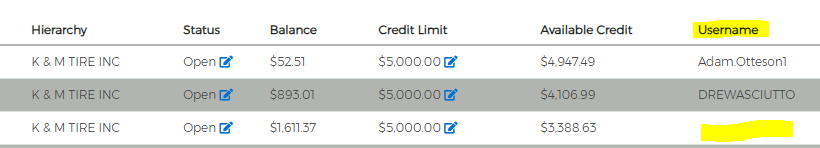 Hierarchy Status Balance Credit Limit Available Credit Username
K & M TIRE INC Open $52.51 $5,000.00 $4,947.49 Adam.Otteson1
K & M TIRE INC Open $893.01 $5,000.00 $4,106.99 DREWASCIUTTO
K & M TIRE INC Open $1,611.37 $5,000.00 $3,388.63